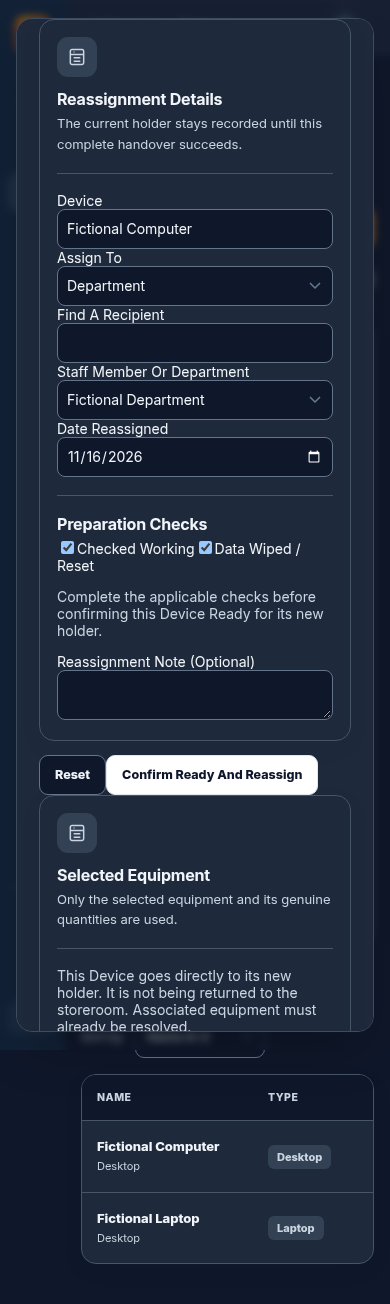 Reassignment Details
The current holder stays recorded until this
complete handover succeeds.
Device
Fictional Computer
Assign To
Department
Find A Recipient
Staff Member Or Department
Fictional Department
Date Reassigned
11/16/2026
Preparation Checks
Checked Working Data Wiped /
Reset
Complete the applicable checks before
confirming this Device Ready for its new
holder.
Reassignment Note (Optional)
Reset Confirm Ready And Reassign
Selected Equipment
Only the selected equipment and its genuine
quantities are used.
This Device goes directly to its new
holder. It is not being returned to the
storeroom. Associated equipment must
already be resolved.
NAME TYPE
Fictional Computer
Desktop
Desktop
Fictional Laptop
Desktop
Laptop